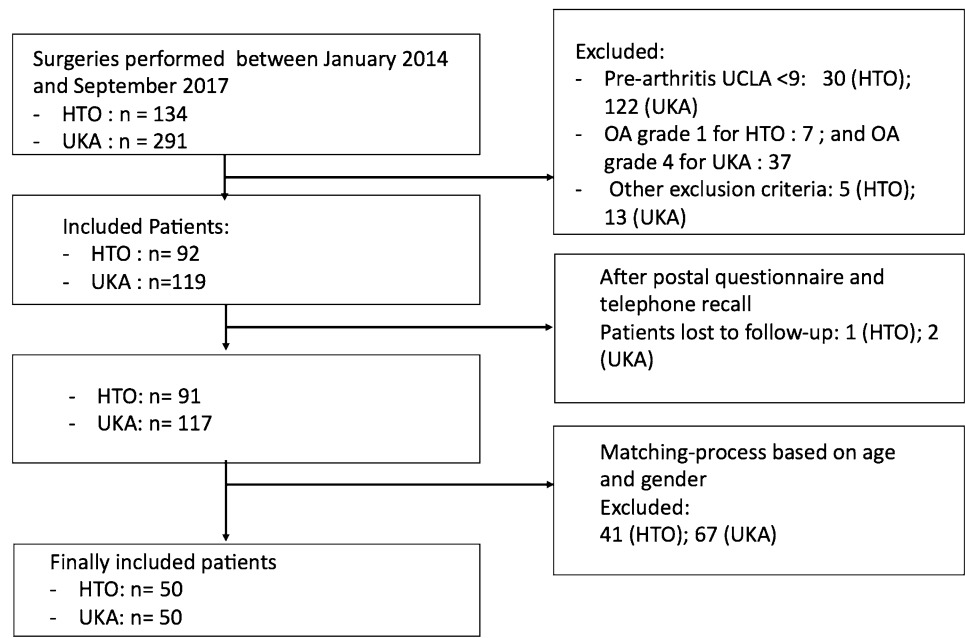 Surgeries performed  between January 2014
and September 2017
- HTO : n = 134
- UKA : n = 291
Excluded:
- Pre-arthritis UCLA <9:  30 (HTO);
122 (UKA)
- OA grade 1 for HTO : 7 ; and OA
grade 4 for UKA : 37
- Other exclusion criteria: 5 (HTO);
13 (UKA)
Included Patients:
- HTO : n= 92
- UKA : n=119
After postal questionnaire and
telephone recall
Patients lost to follow-up: 1 (HTO); 2
(UKA)
- HTO: n= 91
- UKA: n= 117
Matching-process based on age
and gender
Excluded:
41 (HTO); 67 (UKA)
Finally included patients
- HTO: n= 50
- UKA: n= 50